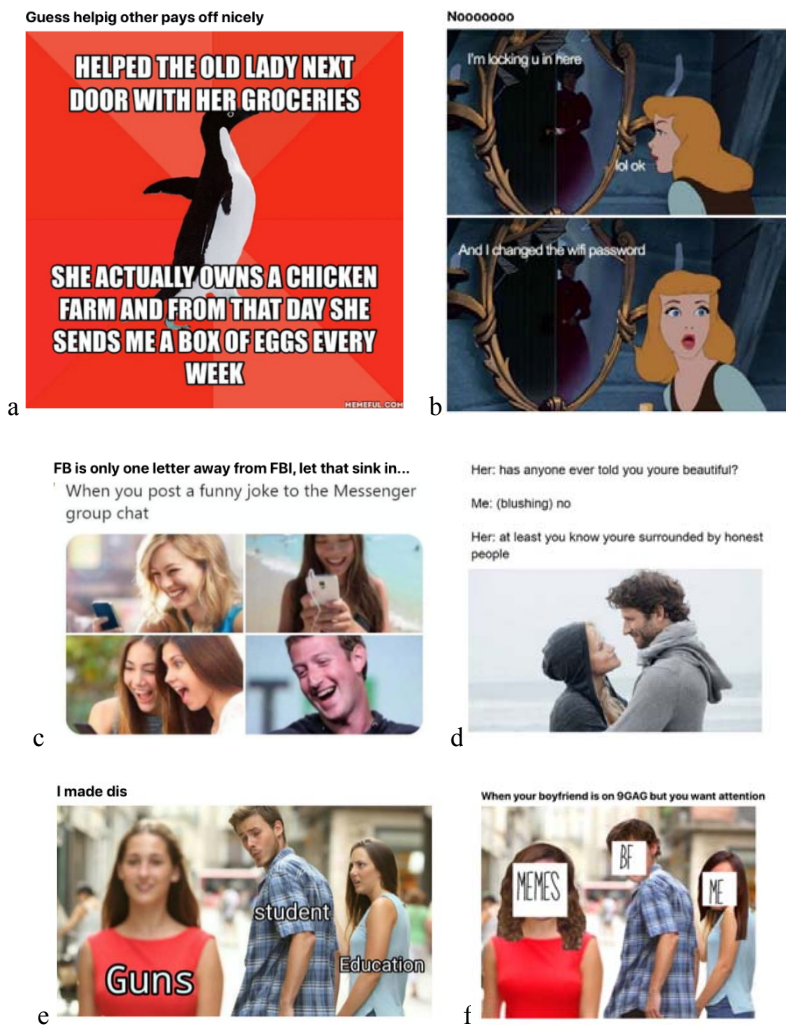 Guess helpig other pays off nicely
HELPED THE OLD LADY NEXT
DOOR WITH HER GROCERIES
SHE ACTUALLY OWNS A CHICKEN
FARM AND FROM THAT DAY SHE
SENDS ME A BOX OF EGGS EVERY
WEEK
MEMEFUL.COM
a
Nooooooo
I'm locking u in here
lol ok
And I changed the wifi password
b
FB is only one letter away from FBI, let that sink in...
When you post a funny joke to the Messenger
group chat
c
Her: has anyone ever told you youre beautiful?
Me: (blushing) no
Her: at least you know youre surrounded by honest
people
d
I made dis
student
Education
Guns
e
When your boyfriend is on 9GAG but you want attention
BF
MEMES
ME
f